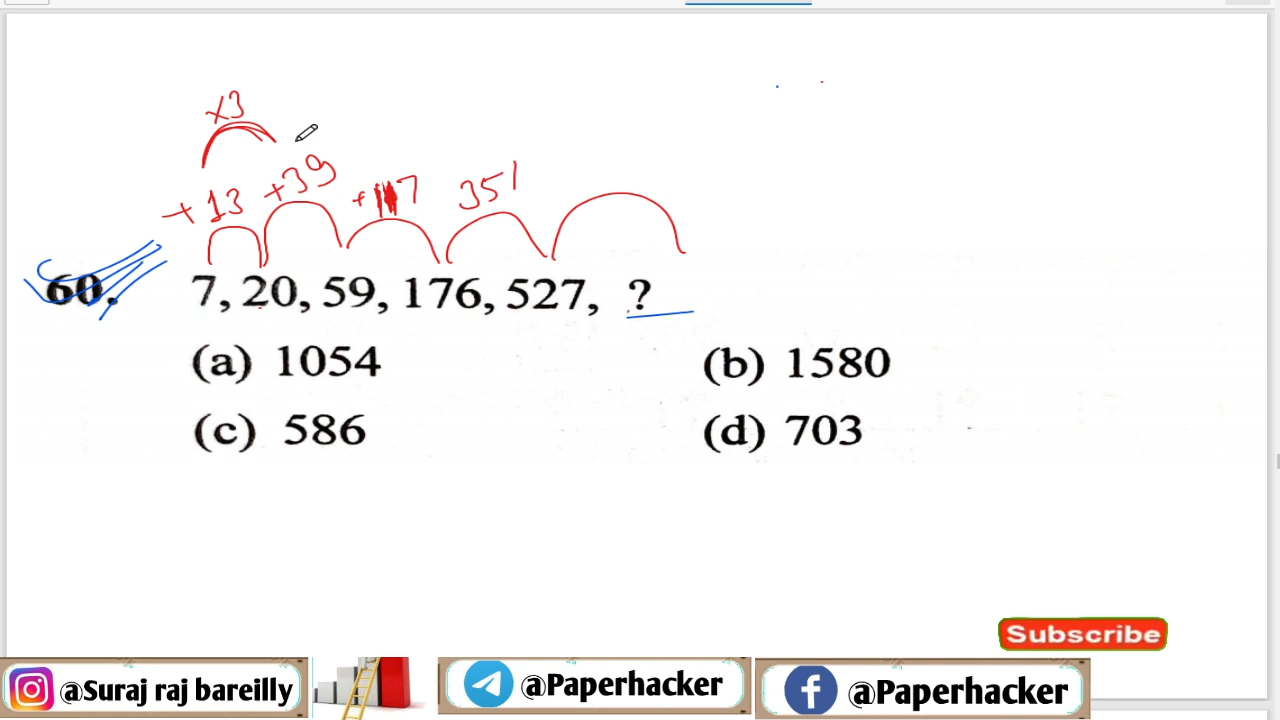 ×3
+13 +39 +117 351
60. 7, 20, 59, 176, 527, ?
(a) 1054 (b) 1580
(c) 586 (d) 703
Subscribe
@Suraj raj bareilly @Paperhacker @Paperhacker